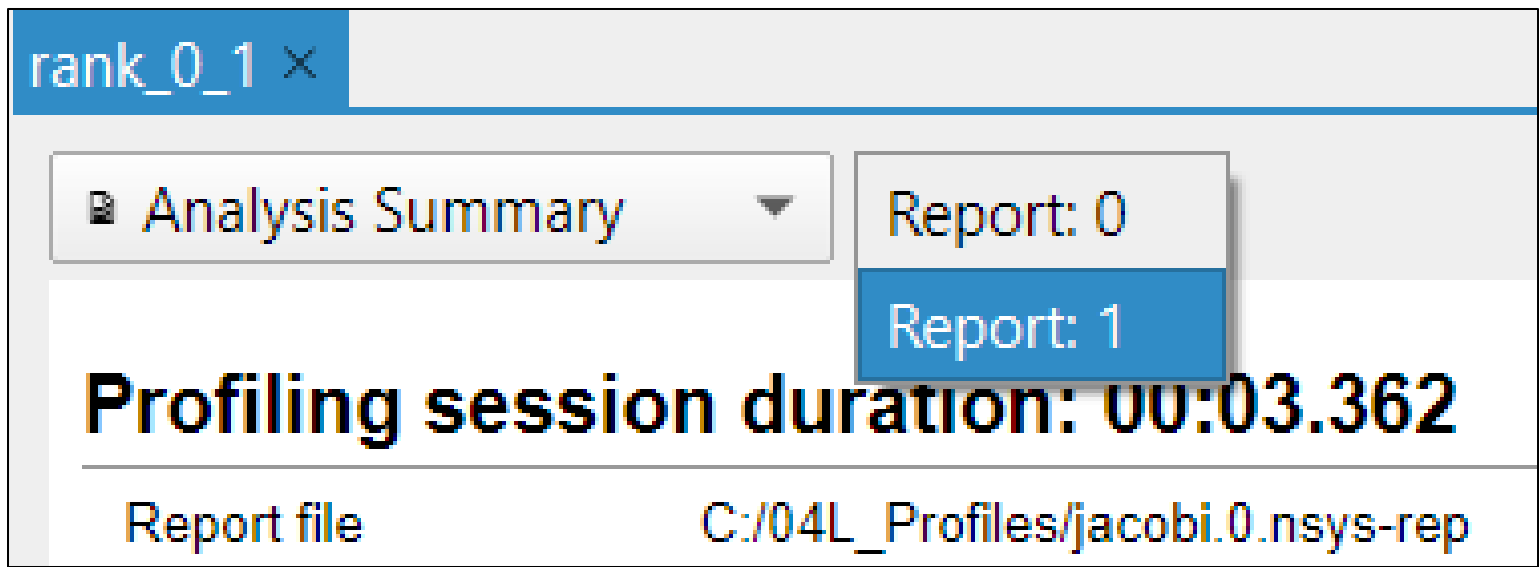 rank_0_1 ×
Analysis Summary
Report: 0
Report: 1
Profiling session duration: 00:03.362
Report file C:/04L_Profiles/jacobi.0.nsys-rep